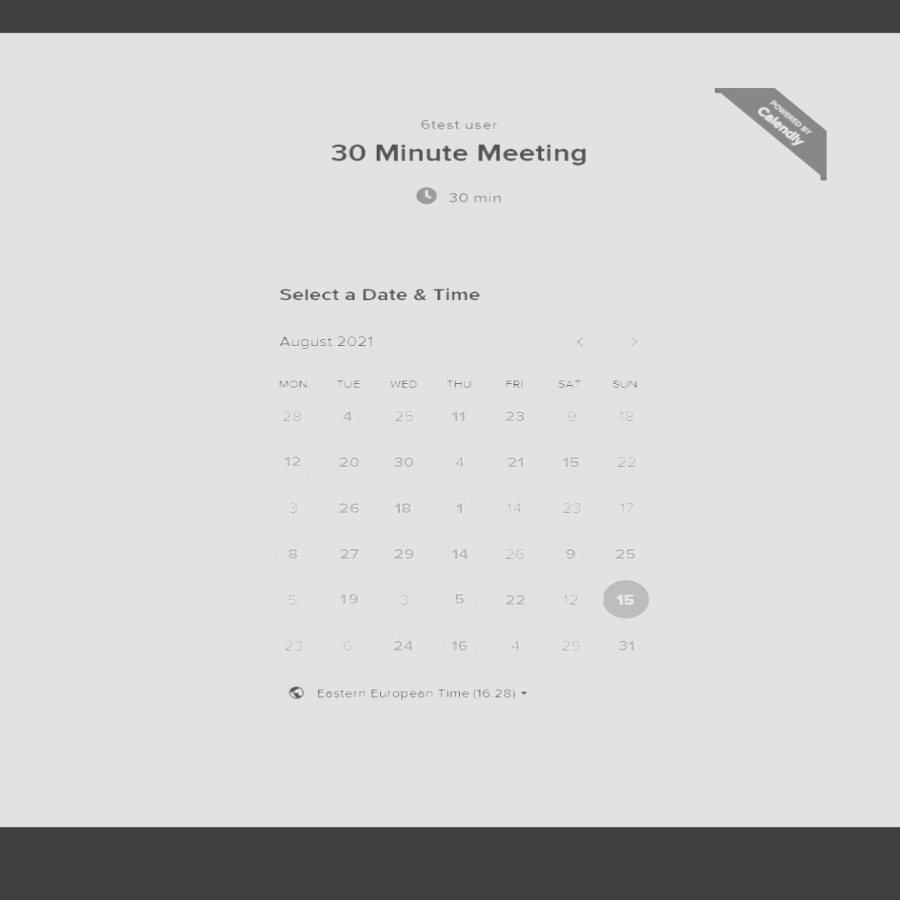 POWERED BY
Calendly
6test user
30 Minute Meeting
30 min
Select a Date & Time
August 2021
MON TUE WED THU FRI SAT SUN
28 4 25 11 23 9 18
12 20 30 4 21 15 22
3 26 18 1 14 23 17
8 27 29 14 26 9 25
5 19 3 5 22 12 15
23 6 24 16 4 25 31
Eastern European Time (16 28)